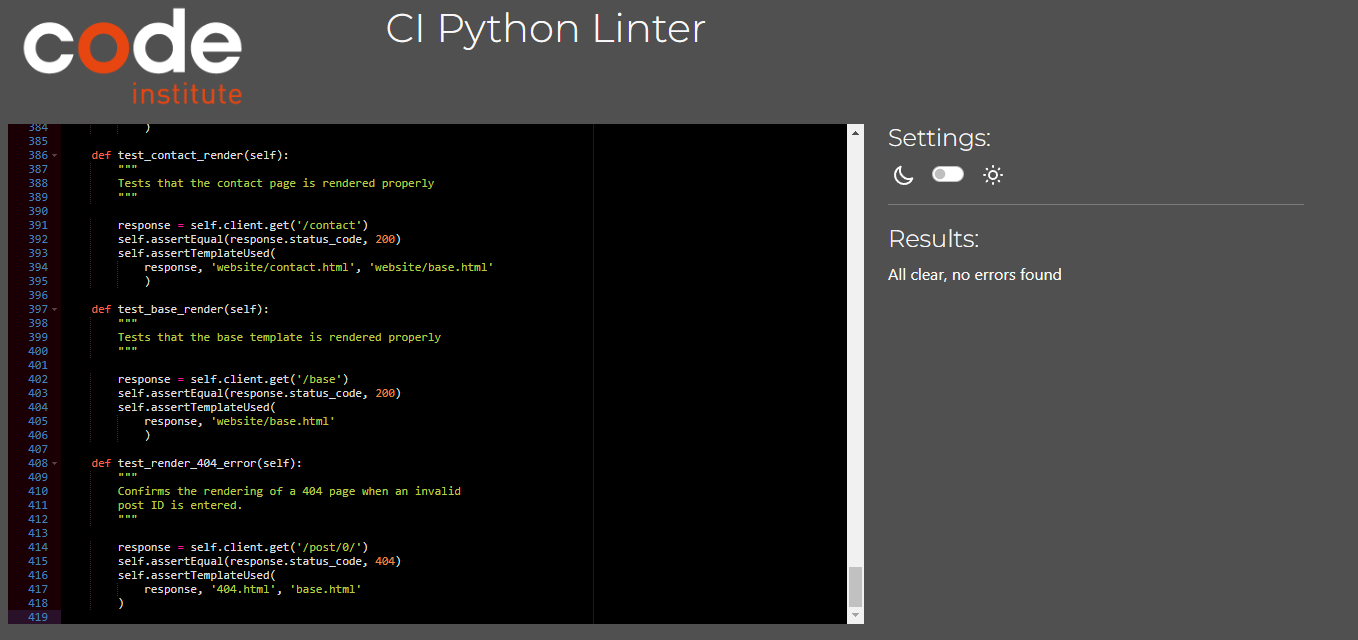 code
institute
CI Python Linter
384 )
385
386 def test_contact_render(self):
387 """
388 Tests that the contact page is rendered properly
389 """
390
391 response = self.client.get('/contact')
392 self.assertEqual(response.status_code, 200)
393 self.assertTemplateUsed(
394 response, 'website/contact.html', 'website/base.html'
395 )
396
397 def test_base_render(self):
398 """
399 Tests that the base template is rendered properly
400 """
401
402 response = self.client.get('/base')
403 self.assertEqual(response.status_code, 200)
404 self.assertTemplateUsed(
405 response, 'website/base.html'
406 )
407
408 def test_render_404_error(self):
409 """
410 Confirms the rendering of a 404 page when an invalid
411 post ID is entered.
412 """
413
414 response = self.client.get('/post/0/')
415 self.assertEqual(response.status_code, 404)
416 self.assertTemplateUsed(
417 response, '404.html', 'base.html'
418 )
419
Settings:
Results:
All clear, no errors found